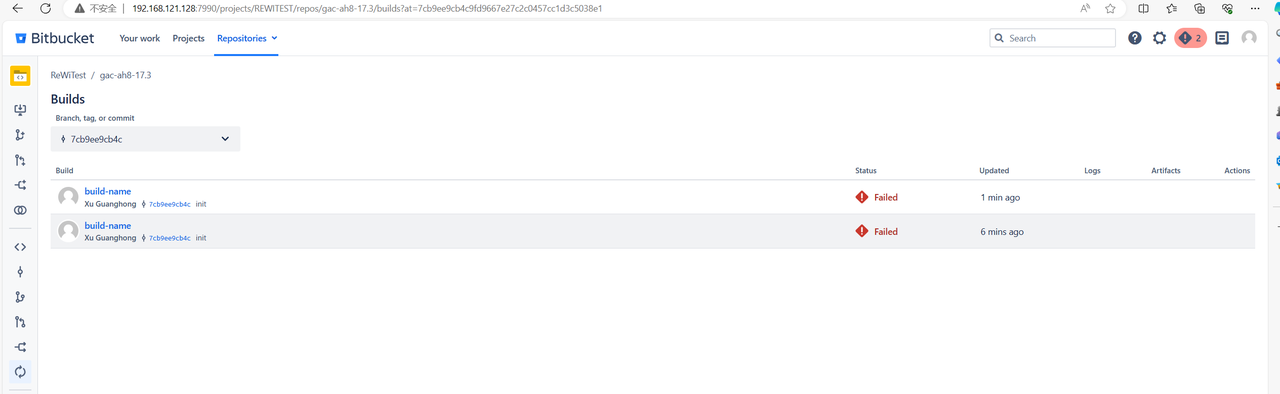 不安全 192.168.121.128:7990/projects/REWITEST/repos/gac-ah8-17.3/builds?at=7cb9ee9cb4c9fd9667e27c2c0457cc1d3c5038e1
Bitbucket Your work Projects Repositories Search 2
ReWiTest / gac-ah8-17.3
Builds
Branch, tag, or commit
7cb9ee9cb4c
Build Status Updated Logs Artifacts Actions
build-name
Xu Guanghong 7cb9ee9cb4c init Failed 1 min ago
build-name
Xu Guanghong 7cb9ee9cb4c init Failed 6 mins ago